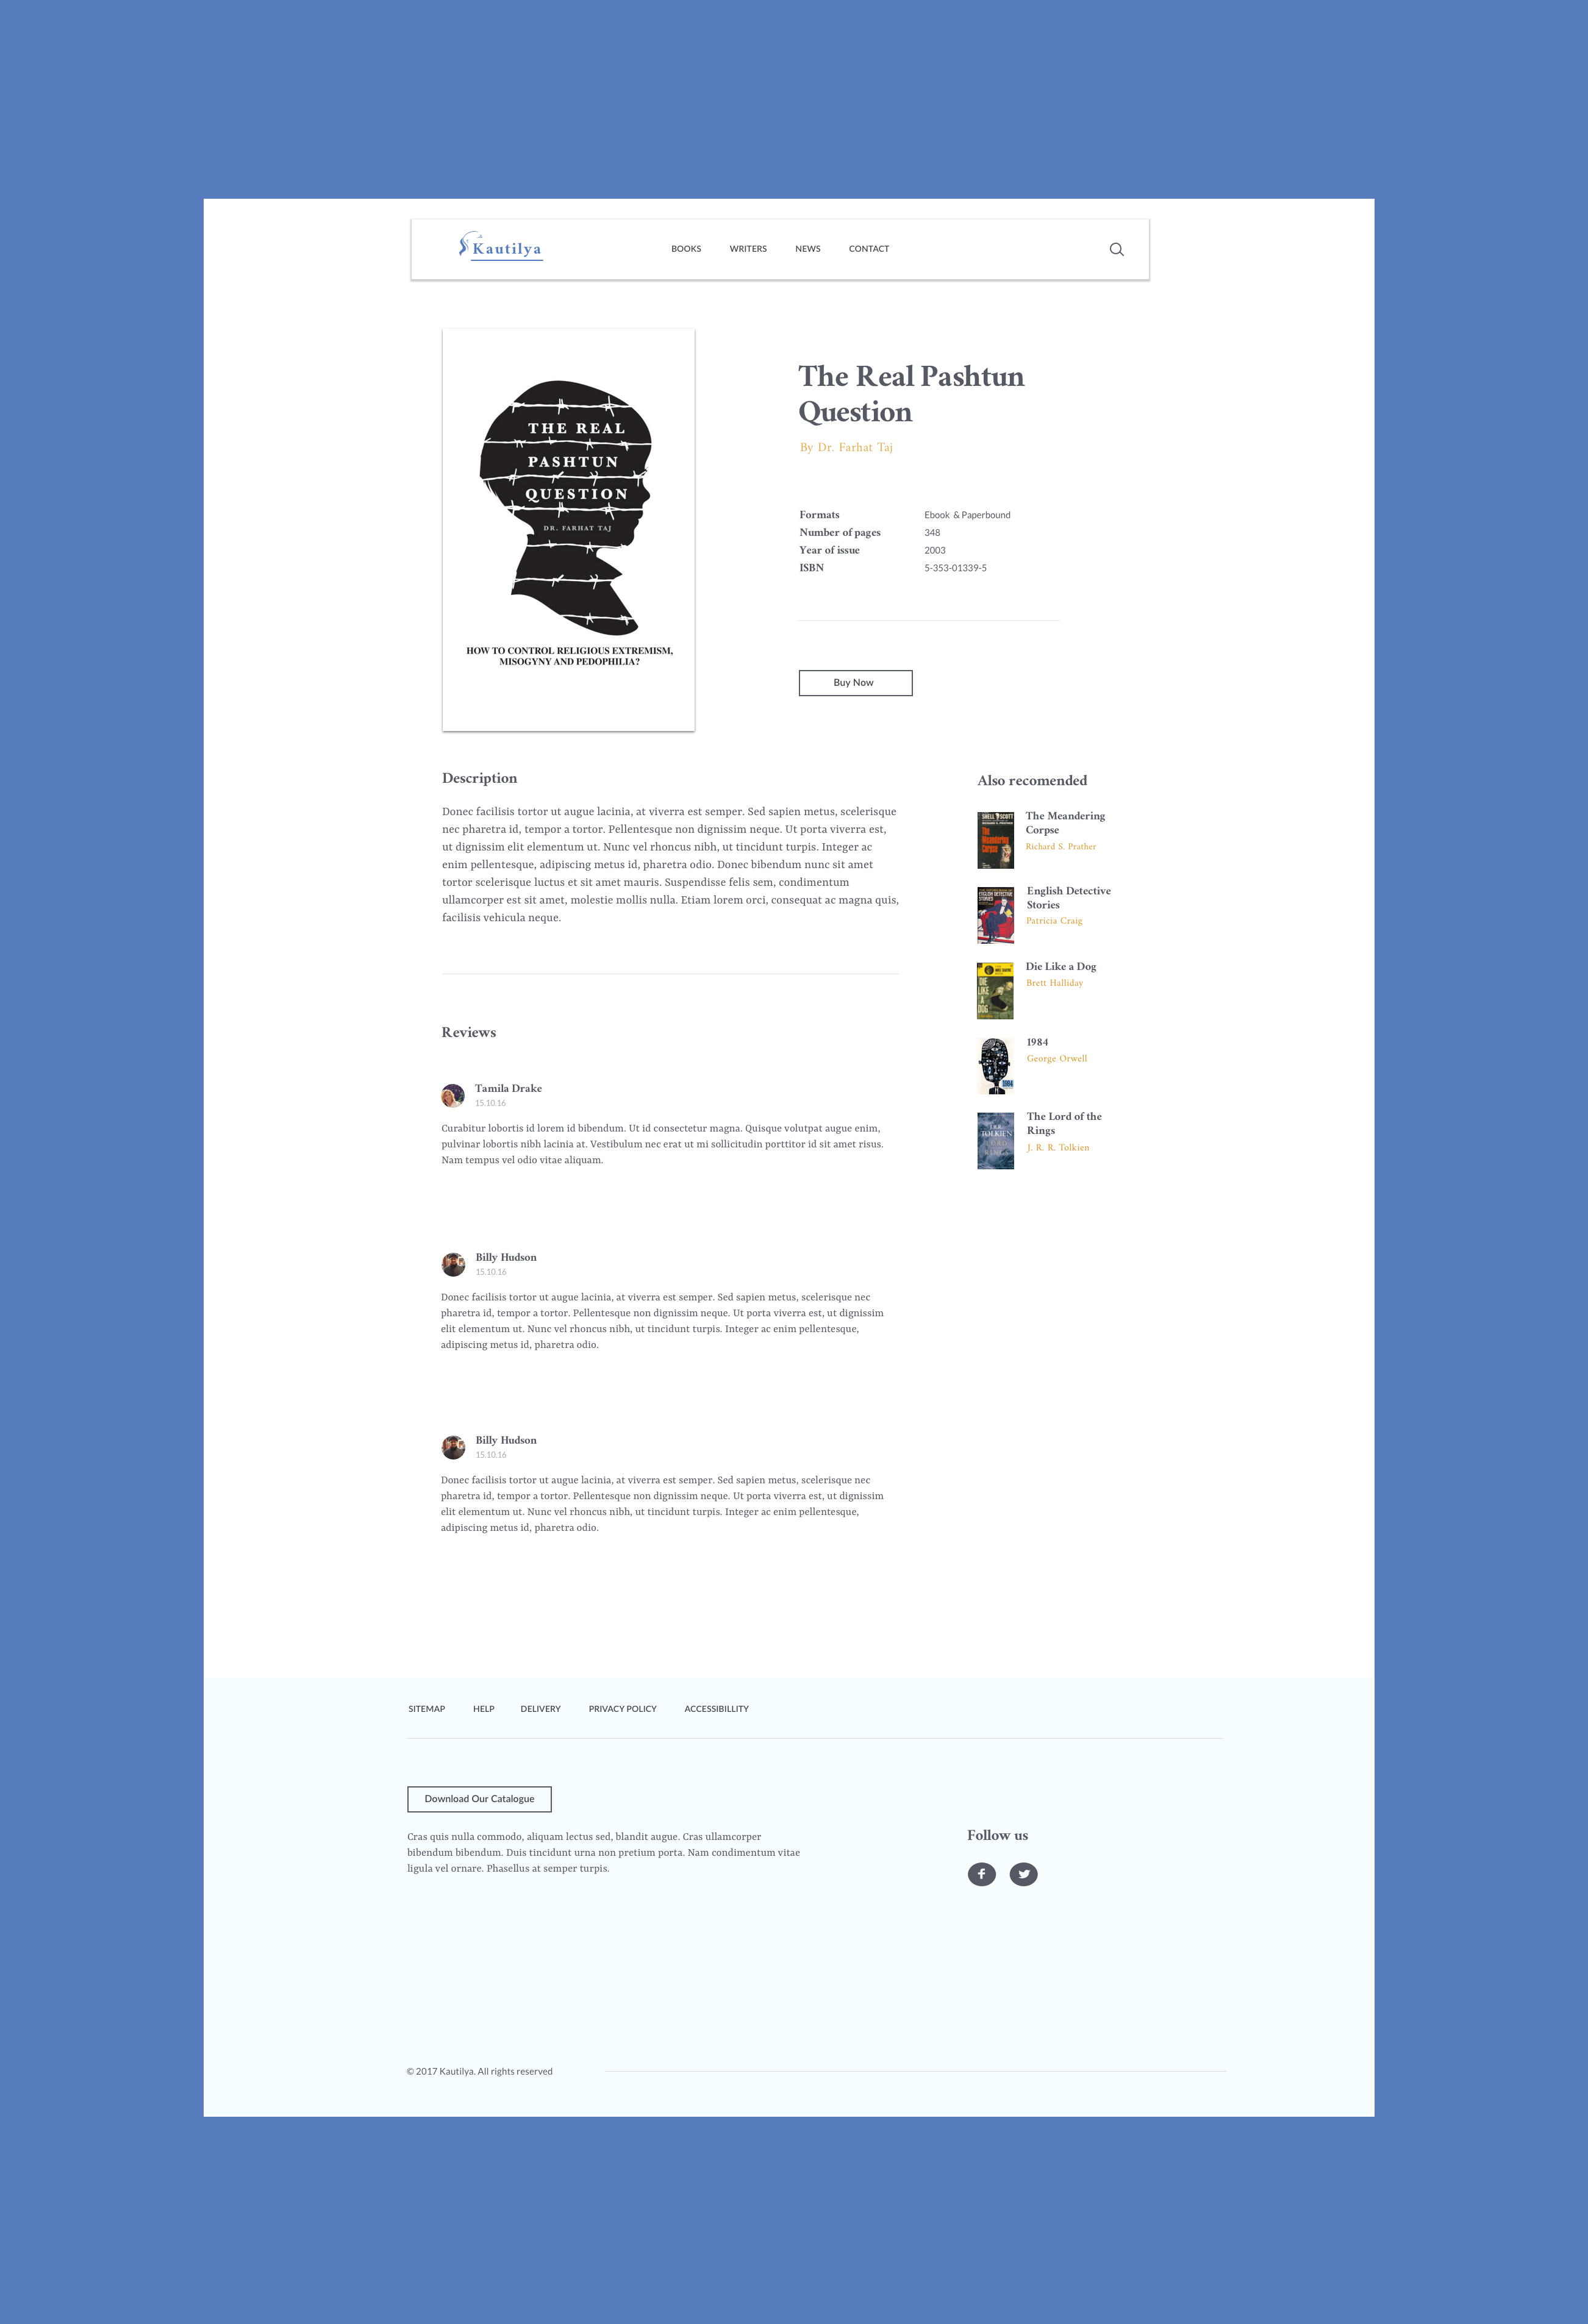 Kautilya
BOOKS
WRITERS
NEWS
CONTACT
THE REAL
PASHTUN
QUESTION
DR. FARHAT TAJ
HOW TO CONTROL RELIGIOUS EXTREMISM,
MISOGYNY AND PEDOPHILIA?
The Real Pashtun
Question
By Dr. Farhat Taj
Formats Ebook & Paperbound
Number of pages 348
Year of issue 2003
ISBN 5-353-01339-5
Buy Now
Description
Donec facilisis tortor ut augue lacinia, at viverra est semper. Sed sapien metus, scelerisque
nec pharetra id, tempor a tortor. Pellentesque non dignissim neque. Ut porta viverra est,
ut dignissim elit elementum ut. Nunc vel rhoncus nibh, ut tincidunt turpis. Integer ac
enim pellentesque, adipiscing metus id, pharetra odio. Donec bibendum nunc sit amet
tortor scelerisque luctus et sit amet mauris. Suspendisse felis sem, condimentum
ullamcorper est sit amet, molestie mollis nulla. Etiam lorem orci, consequat ac magna quis,
facilisis vehicula neque.
Also recomended
SHELL SCOTT
The
Meandering
Corpse
The Meandering
Corpse
Richard S. Prather
ENGLISH DETECTIVE
STORIES
English Detective
Stories
Patricia Craig
DIE
LIKE
A
DOG
Die Like a Dog
Brett Halliday
1984
1984
George Orwell
TOLKIEN
The Lord of the
Rings
J. R. R. Tolkien
Reviews
Tamila Drake
15.10.16
Curabitur lobortis id lorem id bibendum. Ut id consectetur magna. Quisque volutpat augue enim,
pulvinar lobortis nibh lacinia at. Vestibulum nec erat ut mi sollicitudin porttitor id sit amet risus.
Nam tempus vel odio vitae aliquam.
Billy Hudson
15.10.16
Donec facilisis tortor ut augue lacinia, at viverra est semper. Sed sapien metus, scelerisque nec
pharetra id, tempor a tortor. Pellentesque non dignissim neque. Ut porta viverra est, ut dignissim
elit elementum ut. Nunc vel rhoncus nibh, ut tincidunt turpis. Integer ac enim pellentesque,
adipiscing metus id, pharetra odio.
Billy Hudson
15.10.16
Donec facilisis tortor ut augue lacinia, at viverra est semper. Sed sapien metus, scelerisque nec
pharetra id, tempor a tortor. Pellentesque non dignissim neque. Ut porta viverra est, ut dignissim
elit elementum ut. Nunc vel rhoncus nibh, ut tincidunt turpis. Integer ac enim pellentesque,
adipiscing metus id, pharetra odio.
SITEMAP
HELP
DELIVERY
PRIVACY POLICY
ACCESSIBILLITY
Download Our Catalogue
Cras quis nulla commodo, aliquam lectus sed, blandit augue. Cras ullamcorper
bibendum bibendum. Duis tincidunt urna non pretium porta. Nam condimentum vitae
ligula vel ornare. Phasellus at semper turpis.
Follow us
© 2017 Kautilya. All rights reserved